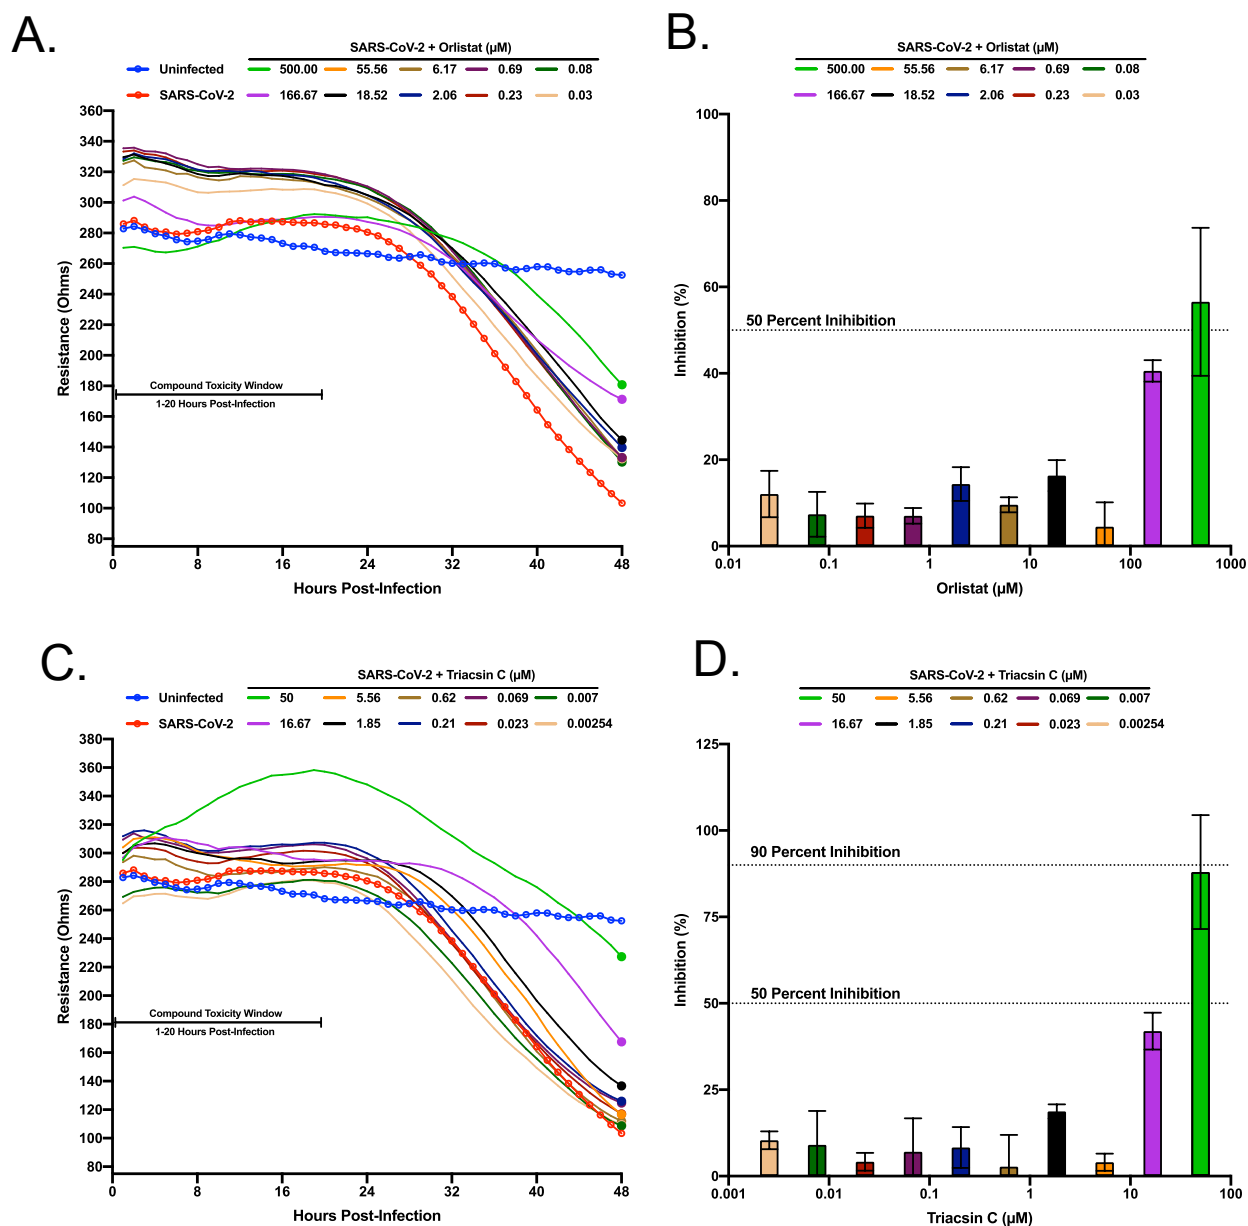 A.
SARS-CoV-2 + Orlistat (µM)
Uninfected 500.00 55.56 6.17 0.69 0.08
SARS-CoV-2 166.67 18.52 2.06 0.23 0.03
360
340
320
300
280
260
240
220
200
180
160
140
120
100
80
Resistance (Ohms)
Compound Toxicity Window
1-20 Hours Post-Infection
0 8 16 24 32 40 48
Hours Post-Infection
B.
SARS-CoV-2 + Orlistat (µM)
500.00 55.56 6.17 0.69 0.08
166.67 18.52 2.06 0.23 0.03
100
80
60
40
20
0
Inhibition (%)
50 Percent Inihibition
0.01 0.1 1 10 100 1000
Orlistat (µM)
C.
SARS-CoV-2 + Triacsin C (µM)
Uninfected 50 5.56 0.62 0.069 0.007
SARS-CoV-2 16.67 1.85 0.21 0.023 0.00254
380
360
340
320
300
280
260
240
220
200
180
160
140
120
100
80
Resistance (Ohms)
Compound Toxicity Window
1-20 Hours Post-Infection
0 8 16 24 32 40 48
Hours Post-Infection
D.
SARS-CoV-2 + Triacsin C (µM)
50 5.56 0.62 0.069 0.007
16.67 1.85 0.21 0.023 0.00254
125
100
75
50
25
0
Inhibition (%)
90 Percent Inihibition
50 Percent Inihibition
0.001 0.01 0.1 1 10 100
Triacsin C (µM)